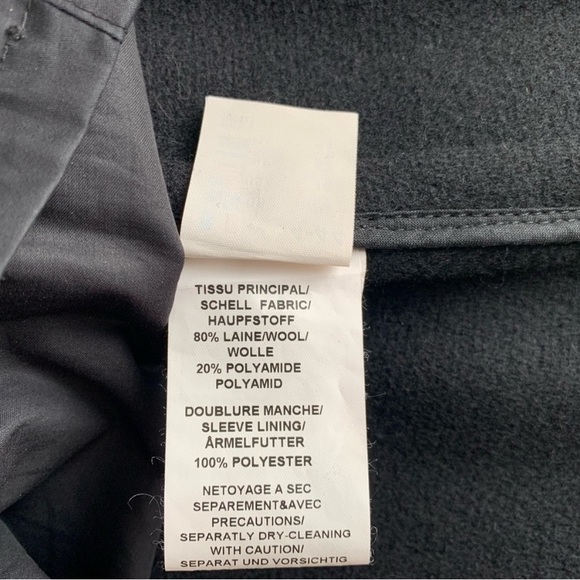 TISSU PRINCIPAL/
SCHELL FABRIC/
HAUPFSTOFF
80% LAINE/WOOL/
WOLLE
20% POLYAMIDE
POLYAMID
DOUBLURE MANCHE/
SLEEVE LINING/
ÅRMELFUTTER
100% POLYESTER
NETOYAGE A SEC
SEPAREMENT&AVEC
PRECAUTIONS/
SEPARATLY DRY-CLEANING
WITH CAUTION/
SEPARAT UND VORSICHTIG